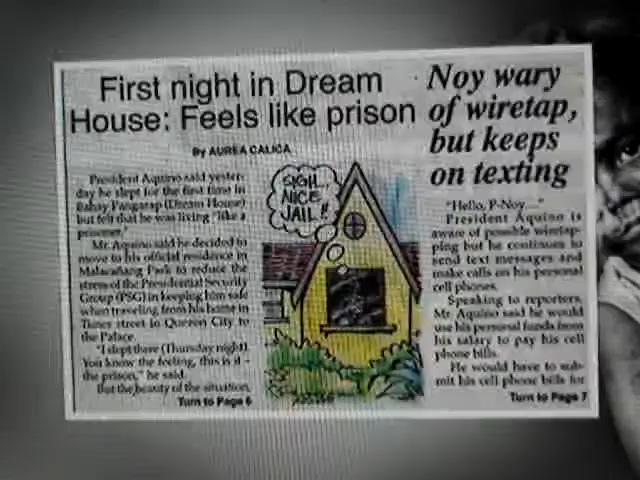 First night in Dream
House: Feels like prison
By AUREA CALICA
President Aquino said yester-
day he slept for the first time in
Bahay Pangarap (Dream House)
but felt that he was living "like a
prisoner."
Mr. Aquino said he decided to
move to his official residence in
Malacañang Park to reduce the
stress of the Presidential Security
Group (PSG) in keeping him safe
when traveling from his home in
Times street in Quezon City to
the Palace.
"I slept there (Thursday night).
You know the feeling, this is it –
the prison," he said.
But the beauty of the situation,
Turn to Page 6
SIGH..
NICE
JAIL!!
Noy wary
of wiretap,
but keeps
on texting
"Hello, P-Noy..."
President Aquino is
aware of possible wiretap-
ping but he continues to
send text messages and
make calls on his personal
cell phones.
Speaking to reporters,
Mr. Aquino said he would
use his personal funds from
his salary to pay his cell
phone bills.
He would have to sub-
mit his cell phone bills for
Turn to Page 7